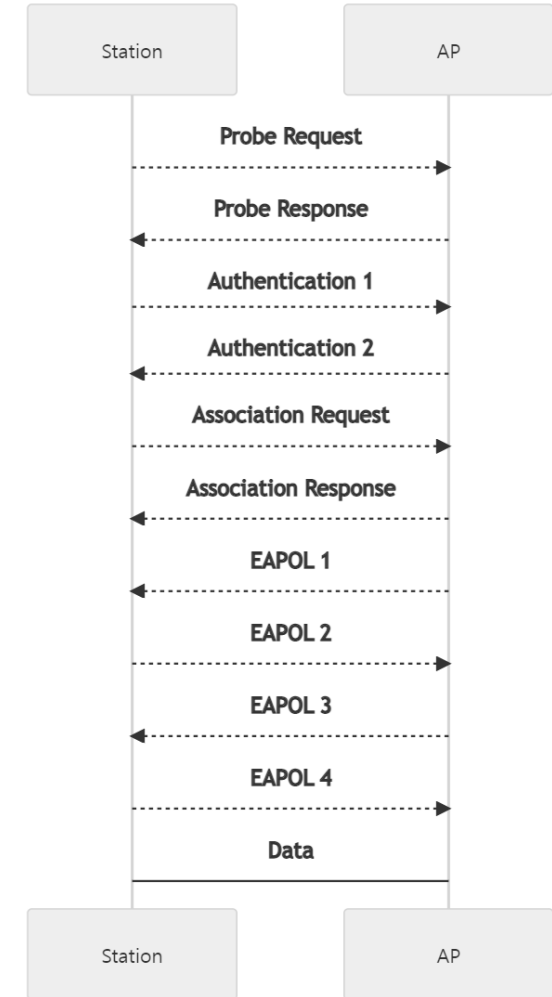 Station
AP
Probe Request
Probe Response
Authentication 1
Authentication 2
Association Request
Association Response
EAPOL 1
EAPOL 2
EAPOL 3
EAPOL 4
Data
Station
AP